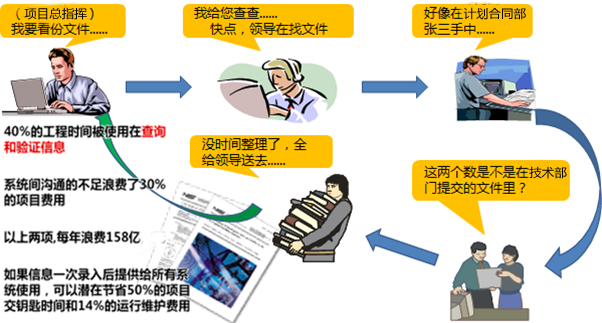 （项目总指挥）
我要看份文件......
我给您查查......
快点，领导在找文件
好像在计划合同部
张三手中......
这两个数是不是在技术部
门提交的文件里？
没时间整理了，全
给领导送去......
40%的工程时间被使用在查询
和验证信息
系统间沟通的不足浪费了30%
的项目费用
以上两项,每年浪费158亿
如果信息一次录入后提供给所有系
统使用，可以潜在节省50%的项目
交钥匙时间和14%的运行维护费用